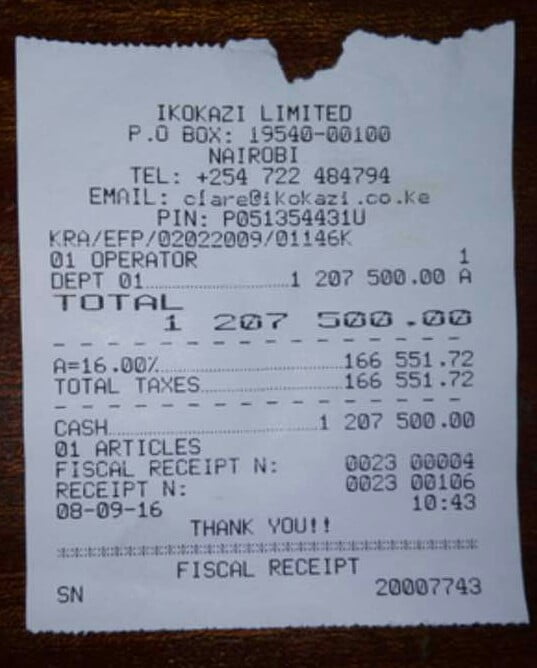 IKOKAZI LIMITED
P.O BOX: 19540-00100
NAIROBI
TEL: +254 722 484794
EMAIL: clare@ikokazi.co.ke
PIN: P051354431U
KRA/EFP/02022009/01146K
01 OPERATOR 1
DEPT 01..................1 207 500.00 A
TOTAL
1 207 500.00
- - - - - - - - - - - - - - - - - -
A=16.00%......................166 551.72
TOTAL TAXES.................166 551.72
- - - - - - - - - - - - - - - - - -
CASH..........................1 207 500.00
01 ARTICLES
FISCAL RECEIPT N: 0023 00004
RECEIPT N: 0023 00106
08-09-16 10:43
THANK YOU!!
************************************
FISCAL RECEIPT
SN 20007743